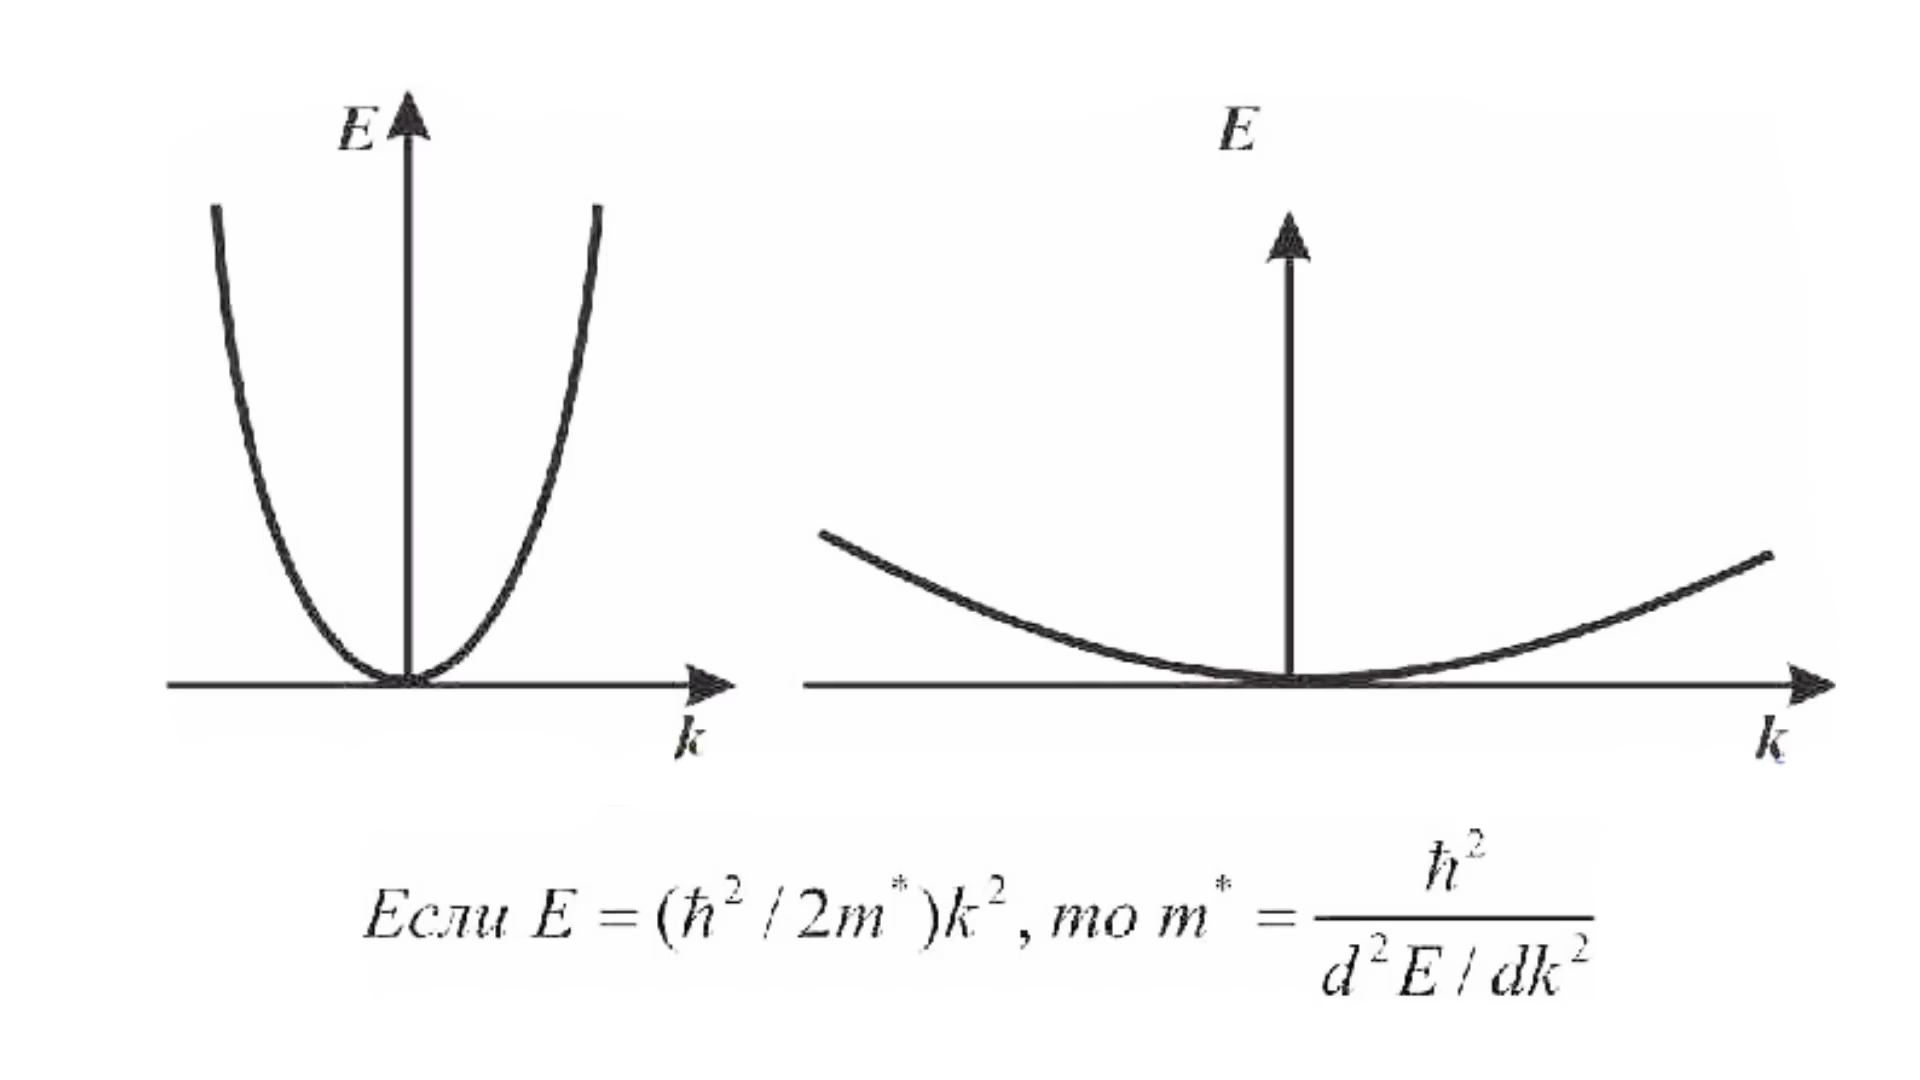 E
E
k
k
Если E = (ħ² / 2m*)k², то m* = ħ² / d²E / dk²